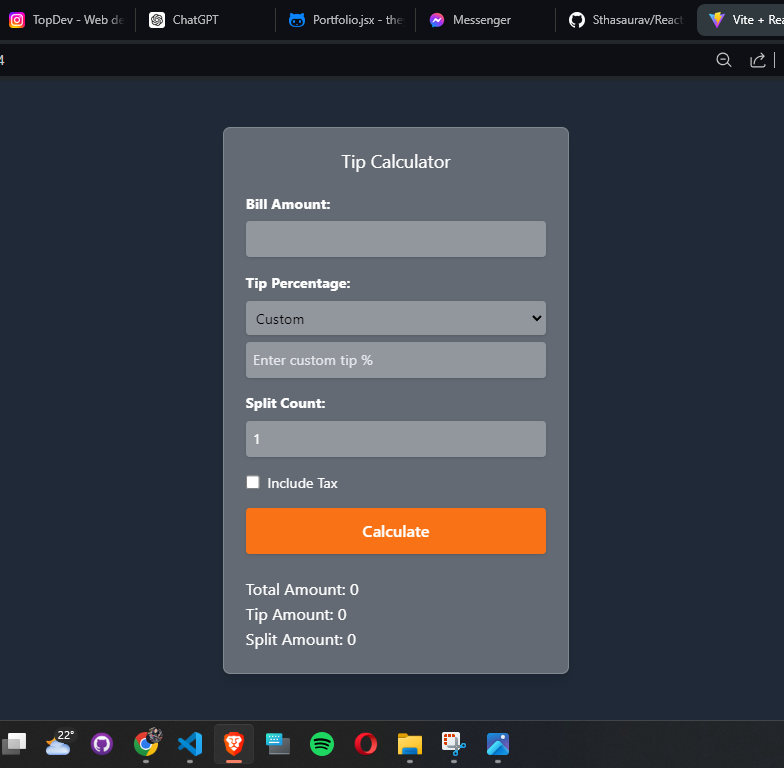 TopDev - Web de
ChatGPT
Portfolio.jsx - the
Messenger
Sthasaurav/React
Vite + Rea
4
Tip Calculator
Bill Amount:
Tip Percentage:
Custom
Enter custom tip %
Split Count:
1
Include Tax
Calculate
Total Amount: 0
Tip Amount: 0
Split Amount: 0
22°